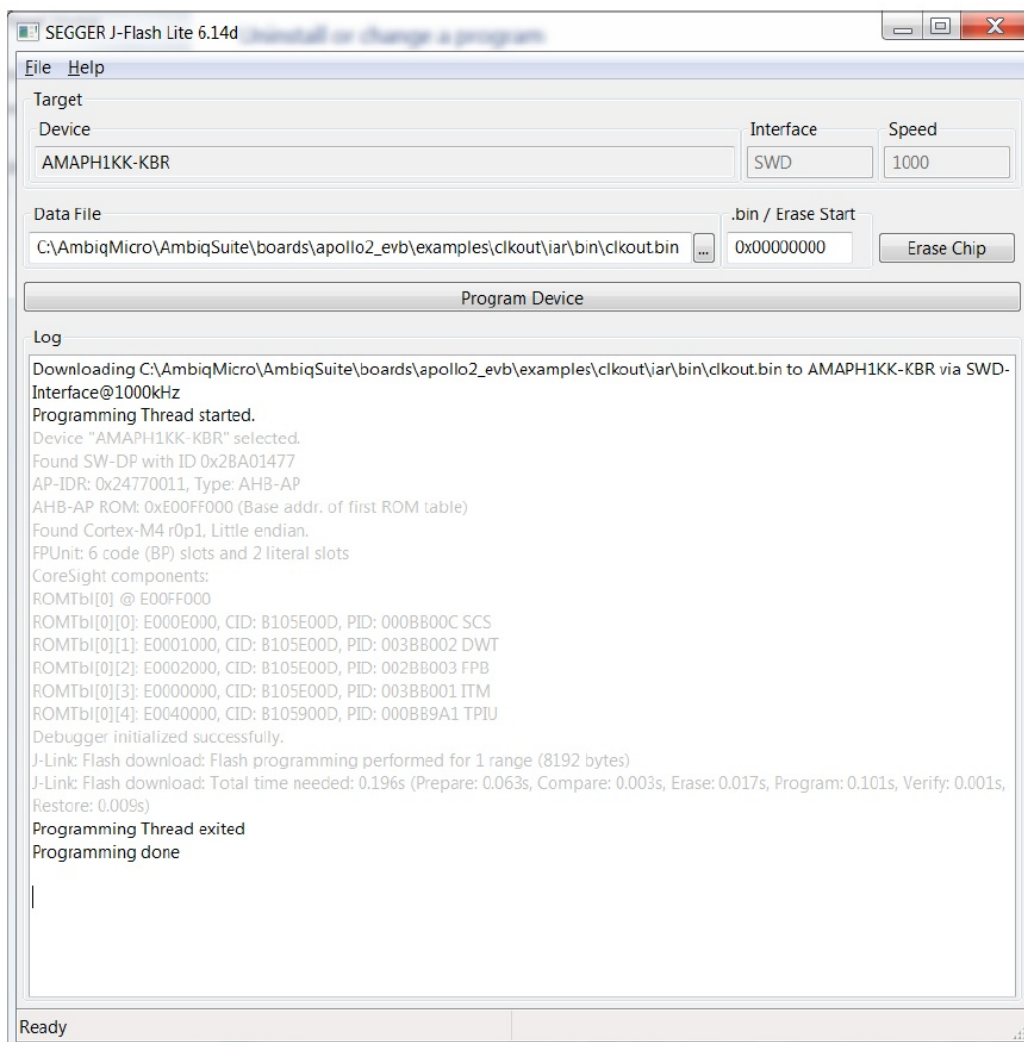 SEGGER J-Flash Lite 6.14d
Uninstall or change a program
File Help
Target
Device
Interface
Speed
AMAPH1KK-KBR
SWD
1000
Data File
.bin / Erase Start
C:\AmbiqMicro\AmbiqSuite\boards\apollo2_evb\examples\clkout\iar\bin\clkout.bin
...
0x00000000
Erase Chip
Program Device
Log
Downloading C:\AmbiqMicro\AmbiqSuite\boards\apollo2_evb\examples\clkout\iar\bin\clkout.bin to AMAPH1KK-KBR via SWD-
Interface@1000kHz
Programming Thread started.
Device "AMAPH1KK-KBR" selected.
Found SW-DP with ID 0x2BA01477
AP-IDR: 0x24770011, Type: AHB-AP
AHB-AP ROM: 0xE00FF000 (Base addr. of first ROM table)
Found Cortex-M4 r0p1, Little endian.
FPUnit: 6 code (BP) slots and 2 literal slots
CoreSight components:
ROMTbl[0] @ E00FF000
ROMTbl[0][0]: E000E000, CID: B105E00D, PID: 000BB00C SCS
ROMTbl[0][1]: E0001000, CID: B105E00D, PID: 003BB002 DWT
ROMTbl[0][2]: E0002000, CID: B105E00D, PID: 002BB003 FPB
ROMTbl[0][3]: E0000000, CID: B105E00D, PID: 003BB001 ITM
ROMTbl[0][4]: E0040000, CID: B105900D, PID: 000BB9A1 TPIU
Debugger initialized successfully.
J-Link: Flash download: Flash programming performed for 1 range (8192 bytes)
J-Link: Flash download: Total time needed: 0.196s (Prepare: 0.063s, Compare: 0.003s, Erase: 0.017s, Program: 0.101s, Verify: 0.001s,
Restore: 0.009s)
Programming Thread exited
Programming done
Ready